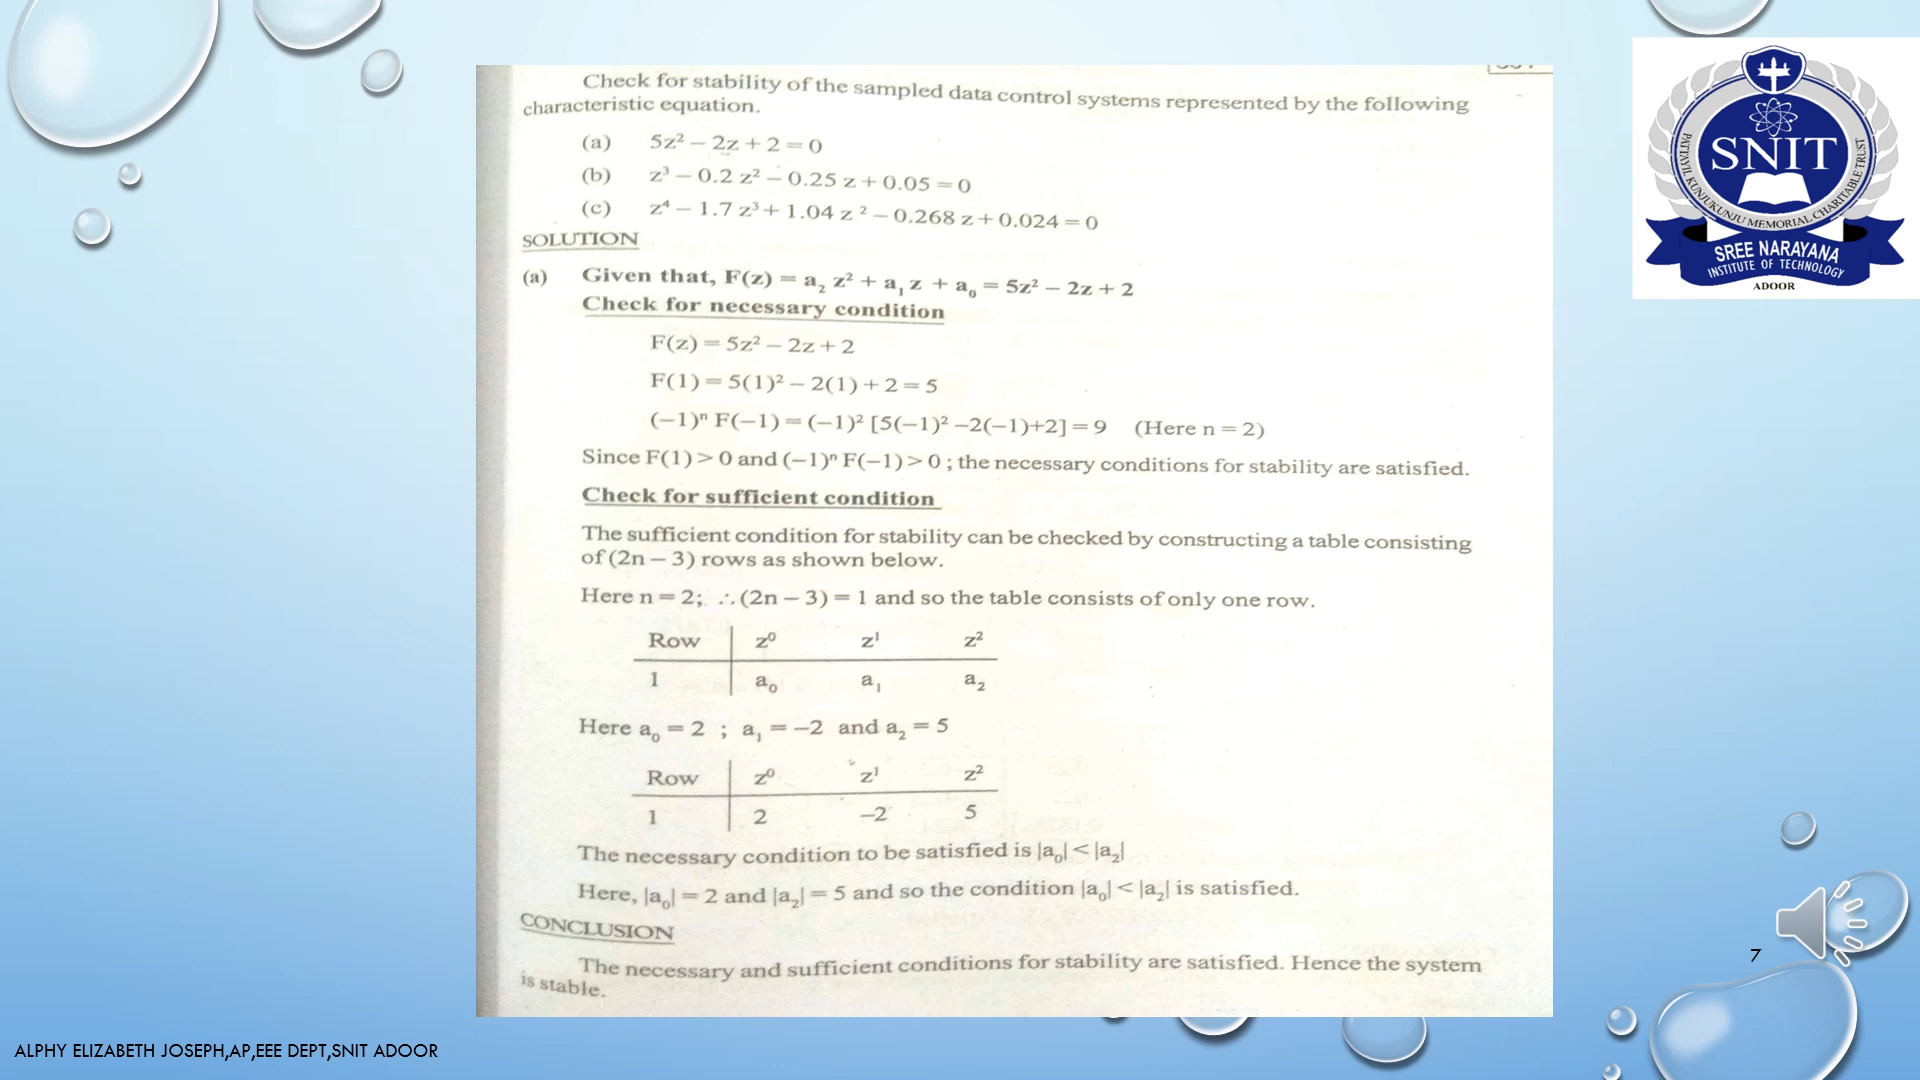 Check for stability of the sampled data control systems represented by the following
characteristic equation.
(a) 5z² – 2z + 2 = 0
(b) z³ – 0.2 z² – 0.25 z + 0.05 = 0
(c) z⁴ – 1.7 z³ + 1.04 z ² – 0.268 z + 0.024 = 0
SOLUTION
(a) Given that, F(z) = a₂ z² + a₁ z + a₀ = 5z² – 2z + 2
Check for necessary condition
F(z) = 5z² – 2z + 2
F(1) = 5(1)² – 2(1) + 2 = 5
(–1)ⁿ F(–1) = (–1)² [5(–1)² –2(–1)+2] = 9 (Here n = 2)
Since F(1) > 0 and (–1)ⁿ F(–1) > 0 ; the necessary conditions for stability are satisfied.
Check for sufficient condition
The sufficient condition for stability can be checked by constructing a table consisting
of (2n – 3) rows as shown below.
Here n = 2; ∴ (2n – 3) = 1 and so the table consists of only one row.
Row z⁰ z¹ z²
1 a₀ a₁ a₂
Here a₀ = 2 ; a₁ = –2 and a₂ = 5
Row z⁰ z¹ z²
1 2 –2 5
The necessary condition to be satisfied is |a₀| < |a₂|
Here, |a₀| = 2 and |a₂| = 5 and so the condition |a₀| < |a₂| is satisfied.
CONCLUSION
The necessary and sufficient conditions for stability are satisfied. Hence the system
is stable.
PATTAYIL KUNJUKUNJU MEMORIAL CHARITABLE TRUST
SNIT
SREE NARAYANA
INSTITUTE OF TECHNOLOGY
ADOOR
7
ALPHY ELIZABETH JOSEPH,AP,EEE DEPT,SNIT ADOOR